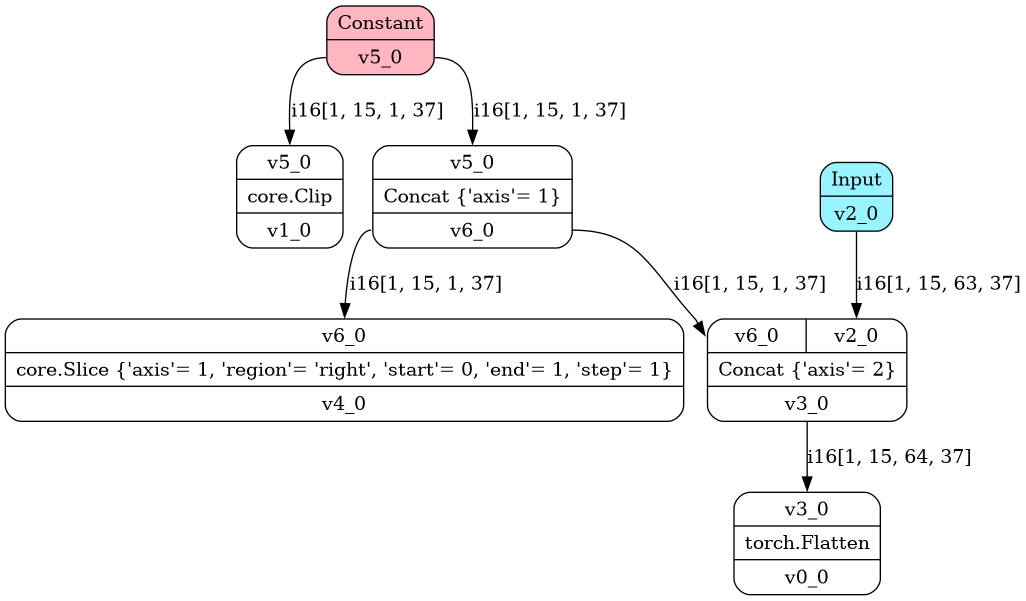 Constant
v5_0
i16[1, 15, 1, 37]
i16[1, 15, 1, 37]
v5_0
core.Clip
v1_0
v5_0
Concat {'axis'= 1}
v6_0
Input
v2_0
i16[1, 15, 1, 37]
i16[1, 15, 1, 37]
i16[1, 15, 63, 37]
v6_0
core.Slice {'axis'= 1, 'region'= 'right', 'start'= 0, 'end'= 1, 'step'= 1}
v4_0
v6_0
v2_0
Concat {'axis'= 2}
v3_0
i16[1, 15, 64, 37]
v3_0
torch.Flatten
v0_0